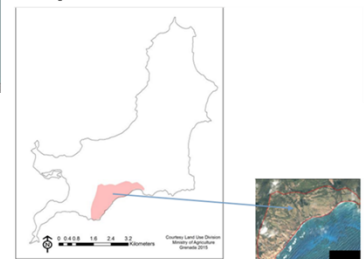 0 0.4 0.8 1.6 2.4 3.2
Kilometers
Courtesy Land Use Division
Ministry of Agriculture
Grenada 2015